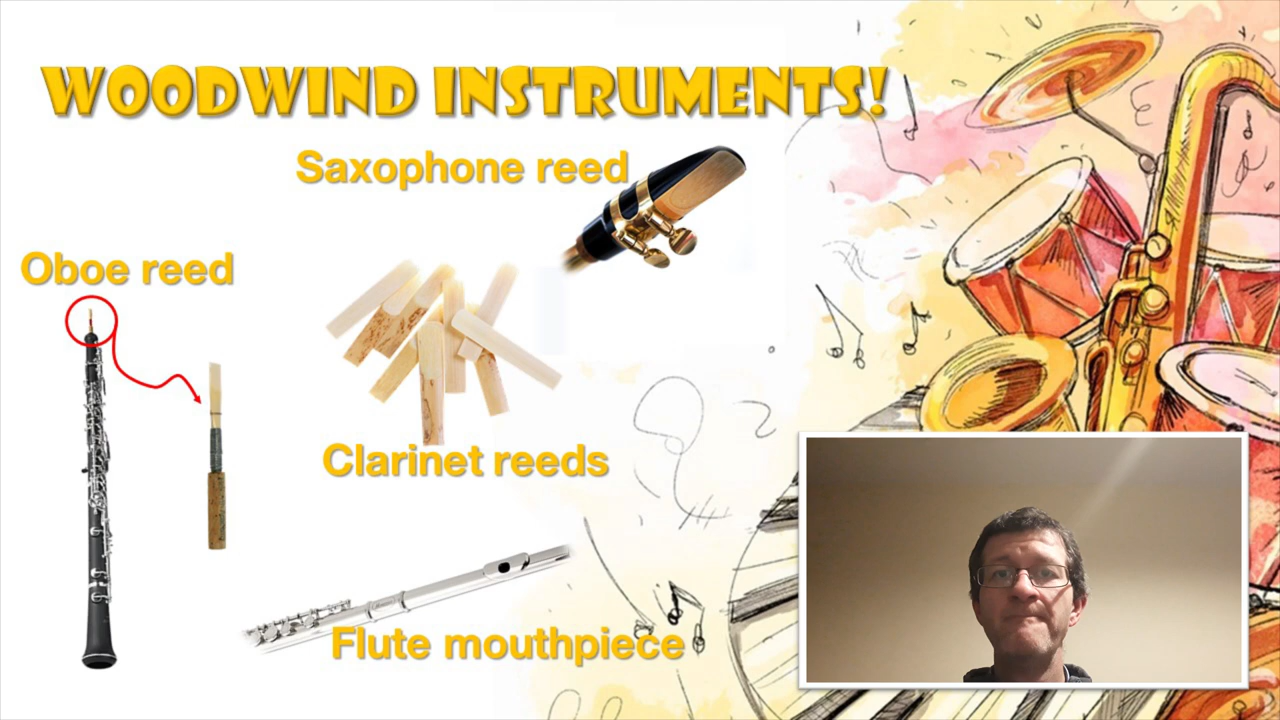 WOODWIND INSTRUMENTS!
Saxophone reed
Oboe reed
Clarinet reeds
Flute mouthpiece